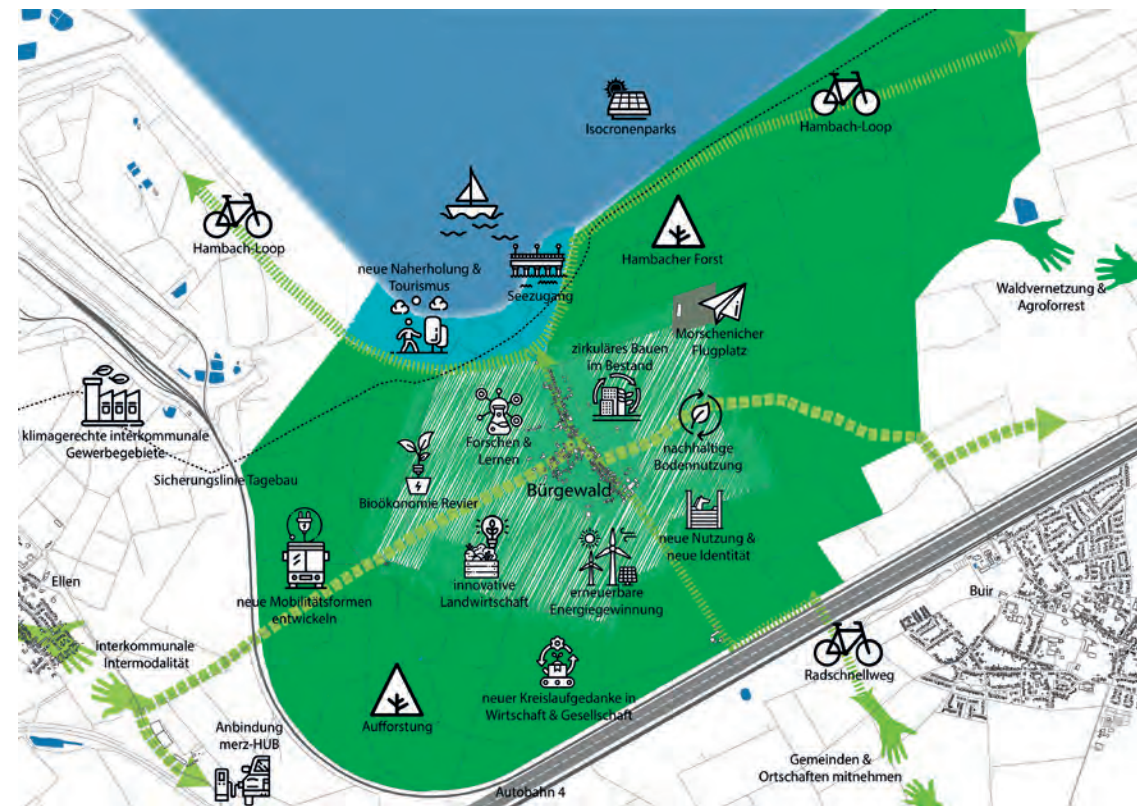 Isocronenparks
Hambach-Loop
Hambach-Loop
Hambacher Forst
neue Naherholung &
Tourismus
Seezugang
Waldvernetzung &
Agroforrest
Morschenicher
Flugplatz
zirkuläres Bauen
im Bestand
klimagerechte interkommunale
Gewerbegebiete
Forschen &
Lernen
nachhaltige
Bodennutzung
Sicherungslinie Tagebau
Bioökonomie Revier
Bürgewald
neue Nutzung &
neue Identität
Ellen
innovative
Landwirtschaft
erneuerbare
Energiegewinnung
Buir
neue Mobilitätsformen
entwickeln
interkommunale
Intermodalität
Radschnellweg
neuer Kreislaufgedanke in
Wirtschaft & Gesellschaft
Aufforstung
Anbindung
merz-HUB
Gemeinden &
Ortschaften mitnehmen
Autobahn 4